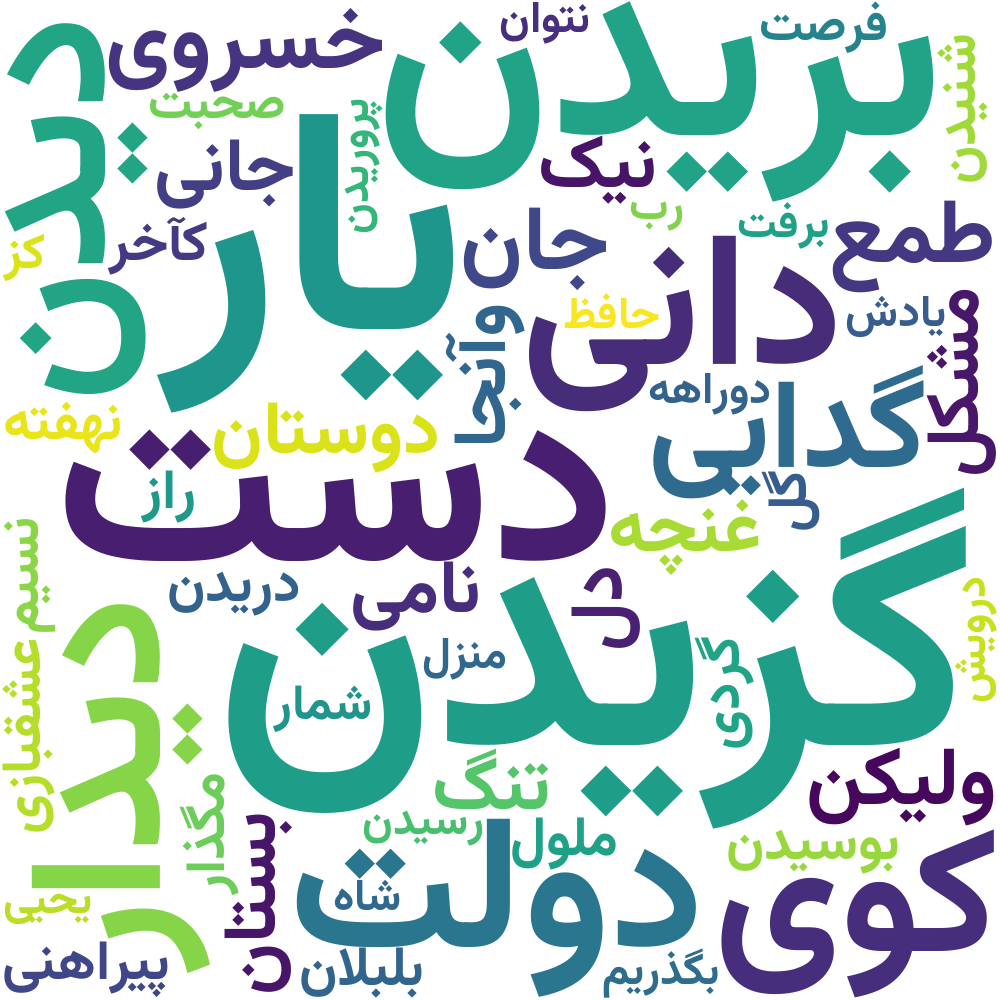 خسروی
نتوان
فرصت
بریدن
شنیدن
دیدن
صحبت
پروریدن
یار
جانی
نیک
رب
برفت
طمع
کآخر
کز
جان
دانی
حافظ
یادش
مشکل
وآنجا
دوراهه
گدایی
نهفته
دوستان
دست
راز
گل
غنچه
نسیم
دریدن
نامی
دل
گزیدن
درویش
منزل
گردی
شمار
عشقبازی
دیدار
تنگ
ولیکن
مگذار
رسیدن
ملول
بوسیدن
بستان
دولت
شاه
کوی
یحیی
پیراهنی
بلبلان
بگذریم